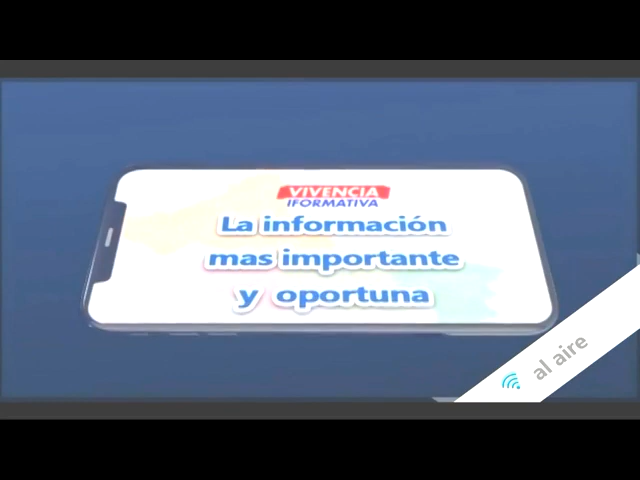 VIVENCIA
IFORMATIVA
La información
mas importante
y oportuna
al aire